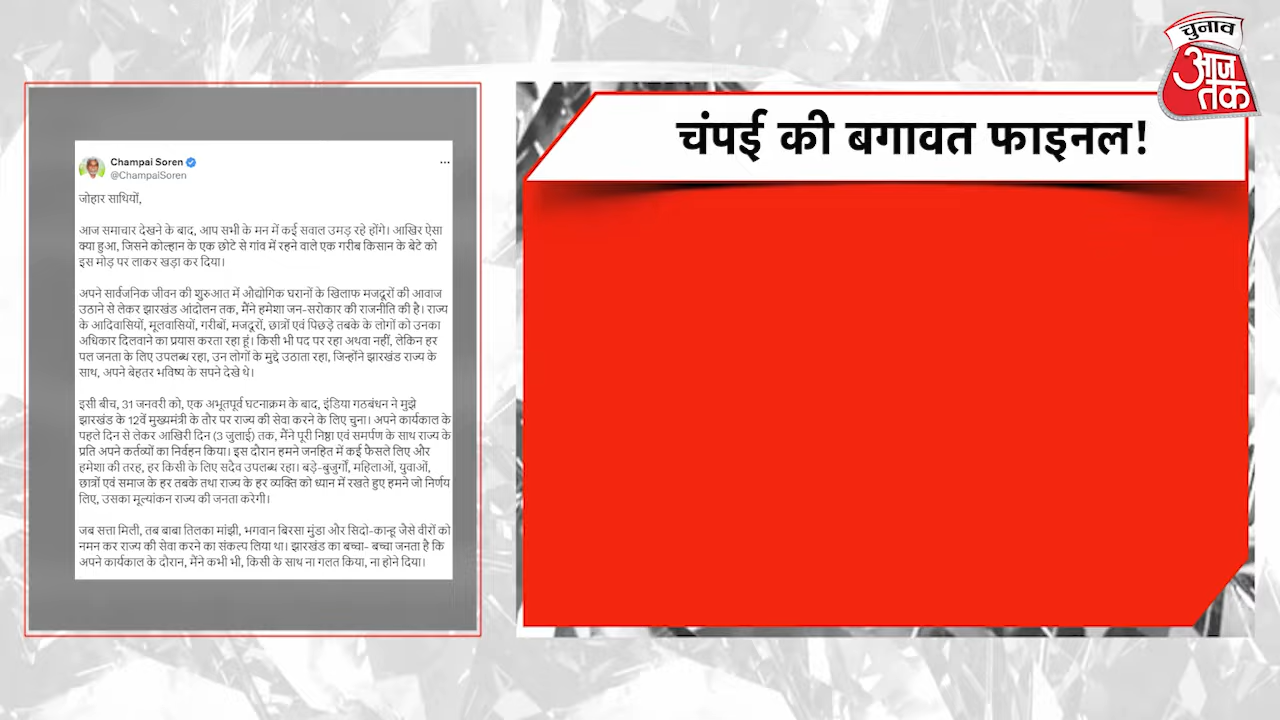 चुनाव
आज
तक
चंपई की बगावत फाइनल!
Champai Soren
@ChampaiSoren
जोहार साथियों,
आज समाचार देखने के बाद, आप सभी के मन में कई सवाल उमड़ रहे होंगे। आखिर ऐसा
क्या हुआ, जिसने कोल्हान के एक छोटे से गांव में रहने वाले एक गरीब किसान के बेटे को
इस मोड़ पर लाकर खड़ा कर दिया।
अपने सार्वजनिक जीवन की शुरुआत में औद्योगिक घरानों के खिलाफ मजदूरों की आवाज
उठाने से लेकर झारखंड आंदोलन तक, मैंने हमेशा जन-सरोकार की राजनीति की है। राज्य
के आदिवासियों, मूलवासियों, गरीबों, मजदूरों, छात्रों एवं पिछड़े तबके के लोगों को उनका
अधिकार दिलवाने का प्रयास करता रहा हूं। किसी भी पद पर रहा अथवा नहीं, लेकिन हर
पल जनता के लिए उपलब्ध रहा, उन लोगों के मुद्दे उठाता रहा, जिन्होंने झारखंड राज्य के
साथ, अपने बेहतर भविष्य के सपने देखे थे।
इसी बीच, 31 जनवरी को, एक अभूतपूर्व घटनाक्रम के बाद, इंडिया गठबंधन ने मुझे
झारखंड के 12वें मुख्यमंत्री के तौर पर राज्य की सेवा करने के लिए चुना। अपने कार्यकाल के
पहले दिन से लेकर आखिरी दिन (3 जुलाई) तक, मैंने पूरी निष्ठा एवं समर्पण के साथ राज्य के
प्रति अपने कर्तव्यों का निर्वहन किया। इस दौरान हमने जनहित में कई फैसले लिए और
हमेशा की तरह, हर किसी के लिए सदैव उपलब्ध रहा। बड़े-बुजुर्गों, महिलाओं, युवाओं,
छात्रों एवं समाज के हर तबके तथा राज्य के हर व्यक्ति को ध्यान में रखते हुए हमने जो निर्णय
लिए, उसका मूल्यांकन राज्य की जनता करेगी।
जब सत्ता मिली, तब बाबा तिलका मांझी, भगवान बिरसा मुंडा और सिदो-कान्हू जैसे वीरों को
नमन कर राज्य की सेवा करने का संकल्प लिया था। झारखंड का बच्चा- बच्चा जनता है कि
अपने कार्यकाल के दौरान, मैंने कभी भी, किसी के साथ ना गलत किया, ना होने दिया।